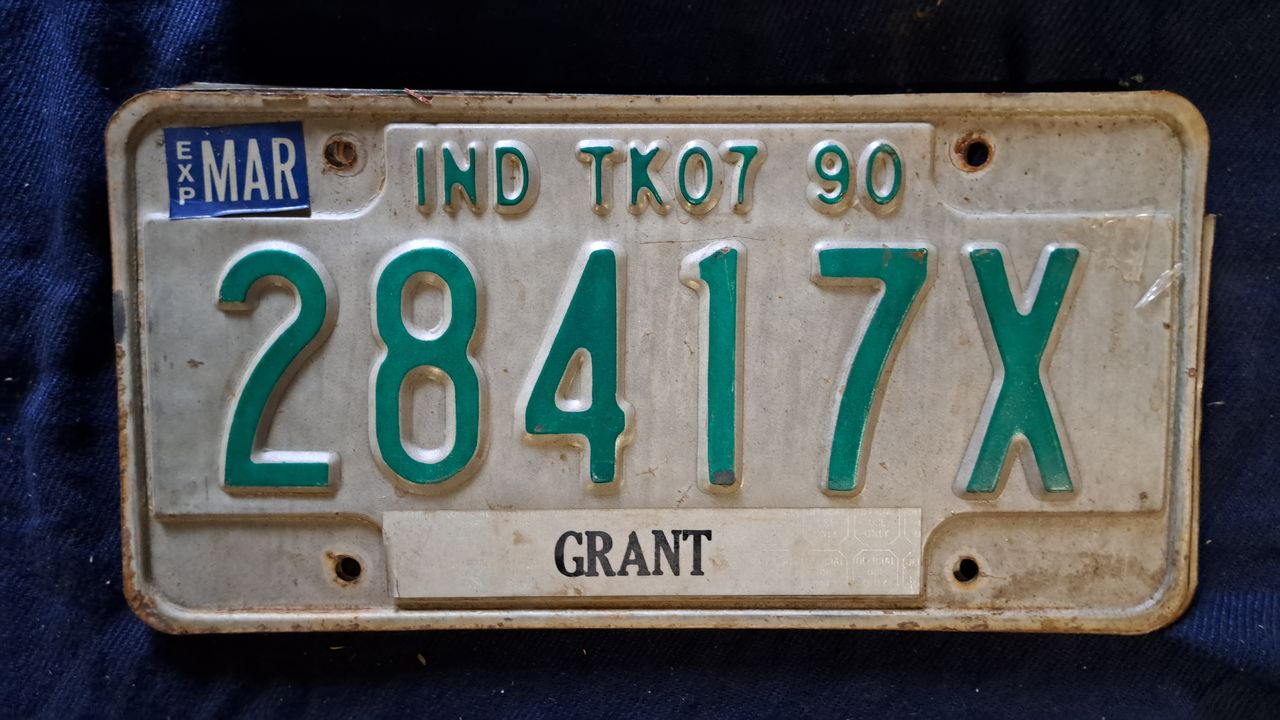 EXP MAR
IND TK07 90
28417X
GRANT